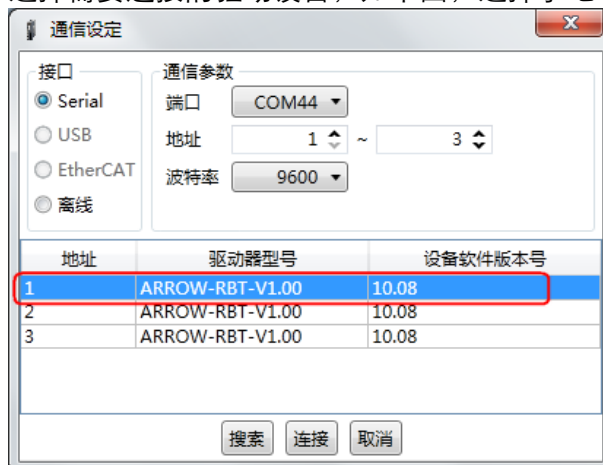 通信设定
接口
通信参数
Serial
端口 COM44
USB
地址 1 ~ 3
EtherCAT
波特率 9600
离线
地址 驱动器型号 设备软件版本号
1 ARROW-RBT-V1.00 10.08
2 ARROW-RBT-V1.00 10.08
3 ARROW-RBT-V1.00 10.08
搜索 连接 取消